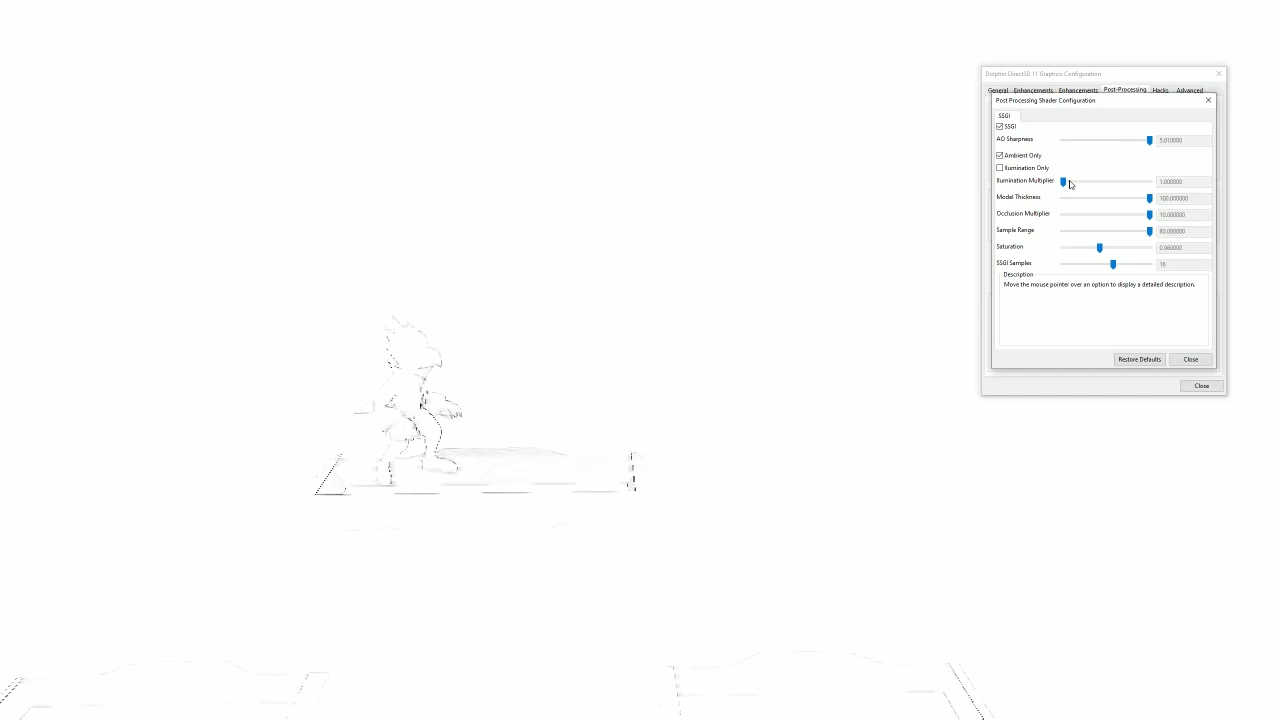 Dolphin Direct3D 11 Graphics Configuration
General Enhancements Enhancements Post-Processing Hacks Advanced
Post Processing Shader Configuration
SSGI
SSGI
AO Sharpness 5.010000
Ambient Only
Ilumination Only
Ilumination Multiplier 1.000000
Model Thickness 100.000000
Occlusion Multiplier 10.000000
Sample Range 80.000000
Saturation 0.960000
SSGI Samples 16
Description
Move the mouse pointer over an option to display a detailed description.
Restore Defaults Close
Close